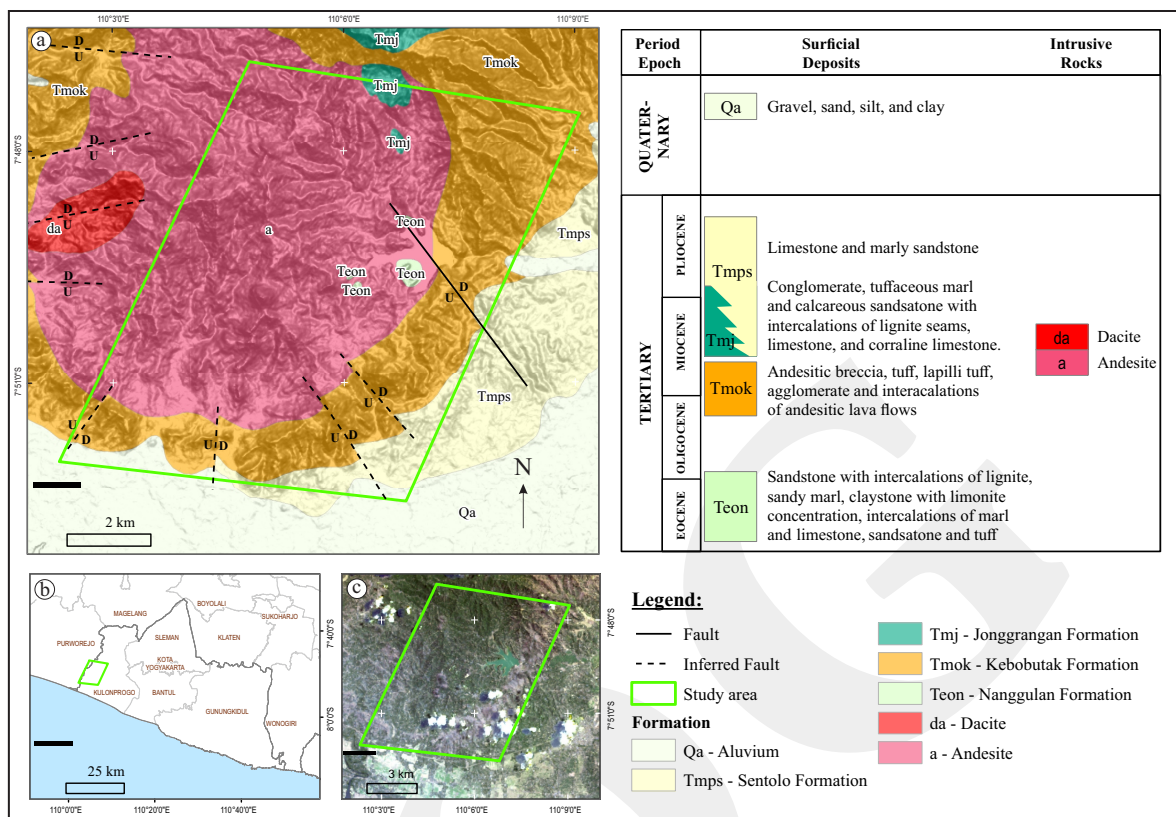 110°3'0"E
110°6'0"E
110°9'0"E
a
D
U
Tmj
Tmok
Tmok
Tmj
7°48'0"S
D
U
Tmj
D
U
da
a
Teon
Tmps
D
U
Teon
Teon
Teon
U
D
7°51'0"S
U
D
U
D
U
D
U
D
Tmps
N
Qa
2 km
Period
Epoch
Surficial
Deposits
Intrusive
Rocks
QUATER-
NARY
Qa
Gravel, sand, silt, and clay
TERTIARY
PLIOCENE
MIOCENE
OLIGOCENE
EOCENE
Tmps
Limestone and marly sandstone
Tmj
Conglomerate, tuffaceous marl
and calcareous sandsatone with
intercalations of lignite seams,
limestone, and corraline limestone.
da
Dacite
a
Andesite
Tmok
Andesitic breccia, tuff, lapilli tuff,
agglomerate and interacalations
of andesitic lava flows
Teon
Sandstone with intercalations of lignite,
sandy marl, claystone with limonite
concentration, intercalations of marl
and limestone, sandsatone and tuff
b
MAGELANG
BOYOLALI
SUKOHARJO
PURWOREJO
SLEMAN
KLATEN
KOTA
YOGYAKARTA
KULONPROGO
BANTUL
GUNUNGKIDUL
WONOGIRI
7°40'0"S
8°0'0"S
25 km
110°0'0"E
110°20'0"E
110°40'0"E
c
7°48'0"S
7°51'0"S
3 km
110°3'0"E
110°6'0"E
110°9'0"E
Legend:
Fault
Inferred Fault
Study area
Formation
Qa - Aluvium
Tmps - Sentolo Formation
Tmj - Jonggrangan Formation
Tmok - Kebobutak Formation
Teon - Nanggulan Formation
da - Dacite
a - Andesite